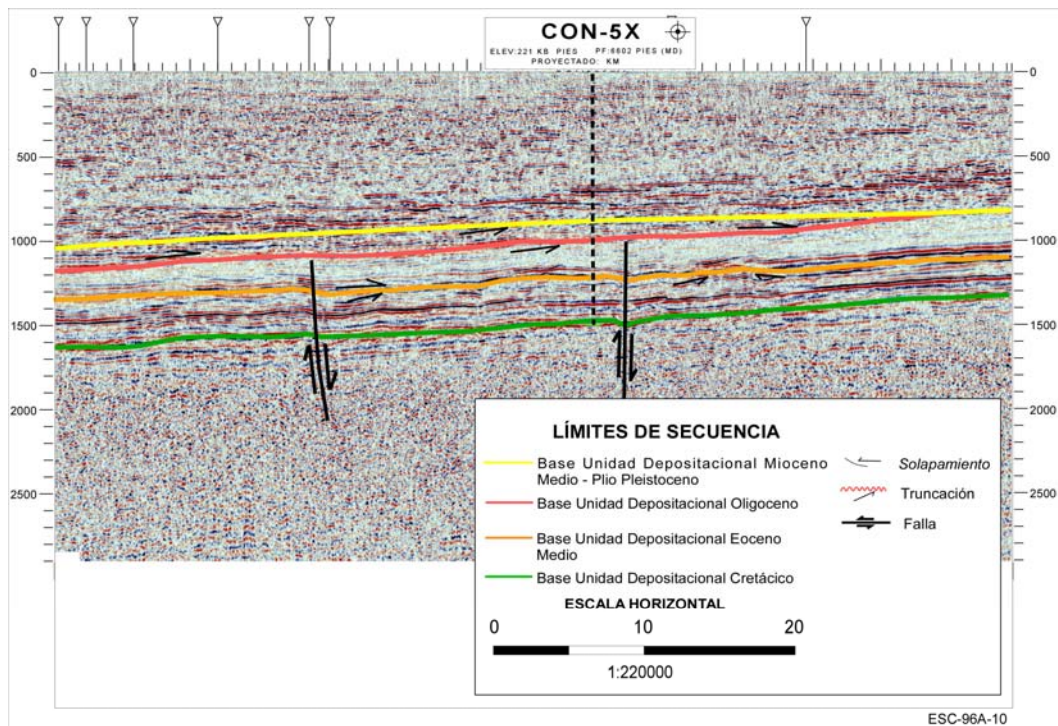 CON-5X
ELEV:221 KB PIES PF:6602 PIES (MD)
PROYECTADO: KM
0 0
500 500
1000 1000
1500 1500
2000 2000
2500 2500
LÍMITES DE SECUENCIA
Base Unidad Depositacional Mioceno
Medio - Plio Pleistoceno
Base Unidad Depositacional Oligoceno
Base Unidad Depositacional Eoceno
Medio
Base Unidad Depositacional Cretácico
Solapamiento
Truncación
Falla
ESCALA HORIZONTAL
0 10 20
1:220000
ESC-96A-10